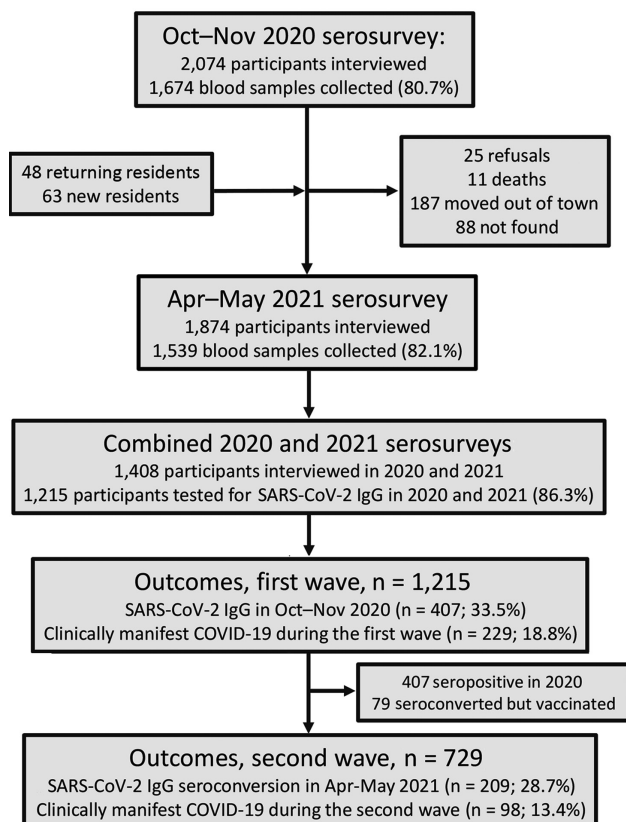 Oct–Nov 2020 serosurvey:
2,074 participants interviewed
1,674 blood samples collected (80.7%)
48 returning residents
63 new residents
25 refusals
11 deaths
187 moved out of town
88 not found
Apr–May 2021 serosurvey
1,874 participants interviewed
1,539 blood samples collected (82.1%)
Combined 2020 and 2021 serosurveys
1,408 participants interviewed in 2020 and 2021
1,215 participants tested for SARS-CoV-2 IgG in 2020 and 2021 (86.3%)
Outcomes, first wave, n = 1,215
SARS-CoV-2 IgG in Oct–Nov 2020 (n = 407; 33.5%)
Clinically manifest COVID-19 during the first wave (n = 229; 18.8%)
407 seropositive in 2020
79 seroconverted but vaccinated
Outcomes, second wave, n = 729
SARS-CoV-2 IgG seroconversion in Apr-May 2021 (n = 209; 28.7%)
Clinically manifest COVID-19 during the second wave (n = 98; 13.4%)